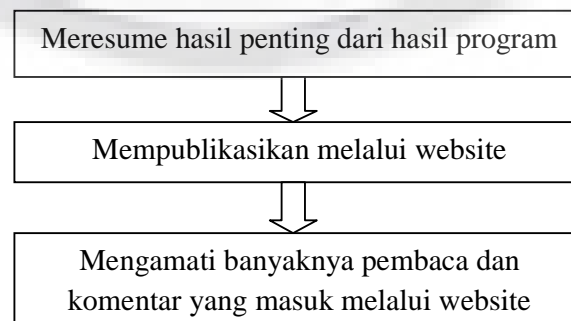 Meresume hasil penting dari hasil program
Mempublikasikan melalui website
Mengamati banyaknya pembaca dan
komentar yang masuk melalui website